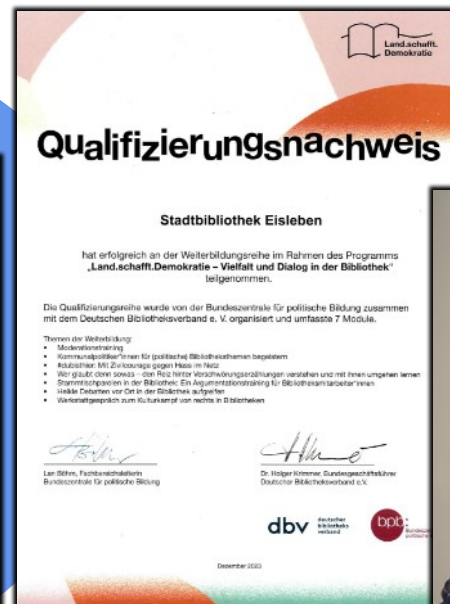 Land.schafft.
Demokratie
Qualifizierungsnachweis
Stadtbibliothek Eisleben
hat erfolgreich an der Weiterbildungsreihe im Rahmen des Programms
„Land.schafft.Demokratie – Vielfalt und Dialog in der Bibliothek“
teilgenommen.
Die Qualifizierungsreihe wurde von der Bundeszentrale für politische Bildung zusammen
mit dem Deutschen Bibliotheksverband e. V. organisiert und umfasste 7 Module.
Themen der Weiterbildung:
• Moderationstraining
• Kommunalpolitiker*innen für (politische) Bibliotheksthemen begeistern
• #dubisthier: Mit Zivilcourage gegen Hass im Netz
• Wer glaubt denn sowas – den Reiz hinter Verschwörungserzählungen verstehen und mit ihnen umgehen lernen
• Stammtischparolen in der Bibliothek: Ein Argumentationstraining für Bibliotheksmitarbeiter*innen
• Heikle Debatten vor Ort in der Bibliothek aufgreifen
• Werkstattgespräch zum Kulturkampf von rechts in Bibliotheken
Lan Böhm, Fachbereichsleiterin
Bundeszentrale für politische Bildung
Dr. Holger Krimmer, Bundesgeschäftsführer
Deutscher Bibliotheksverband e.V.
dbv deutscher
bibliotheks
verband
bpb:
Dezember 2023